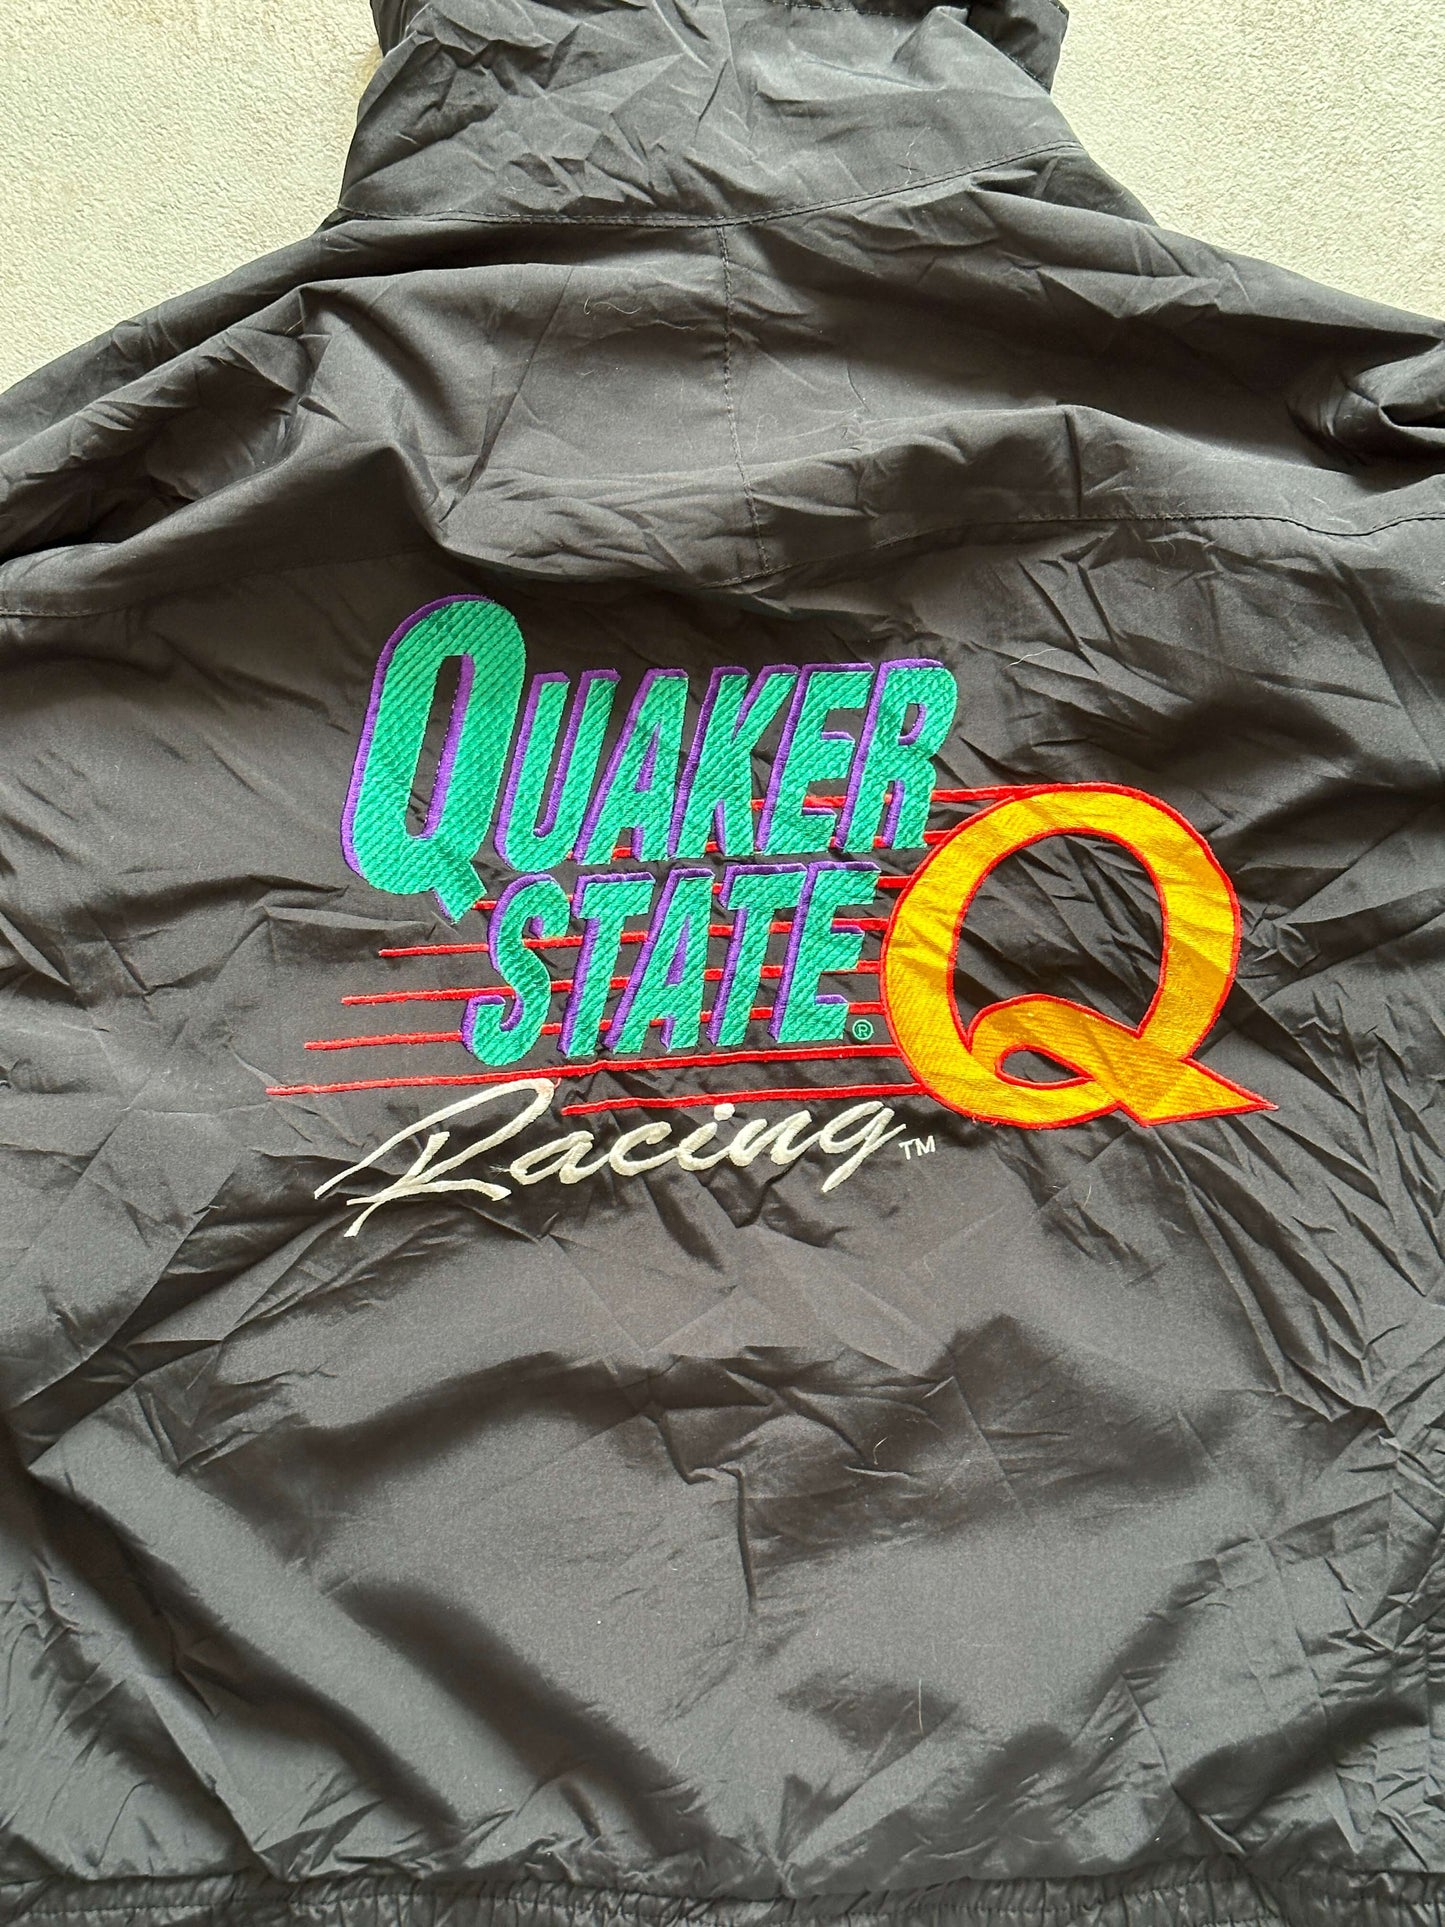 QUAKER
STATE®
Q
Racing™